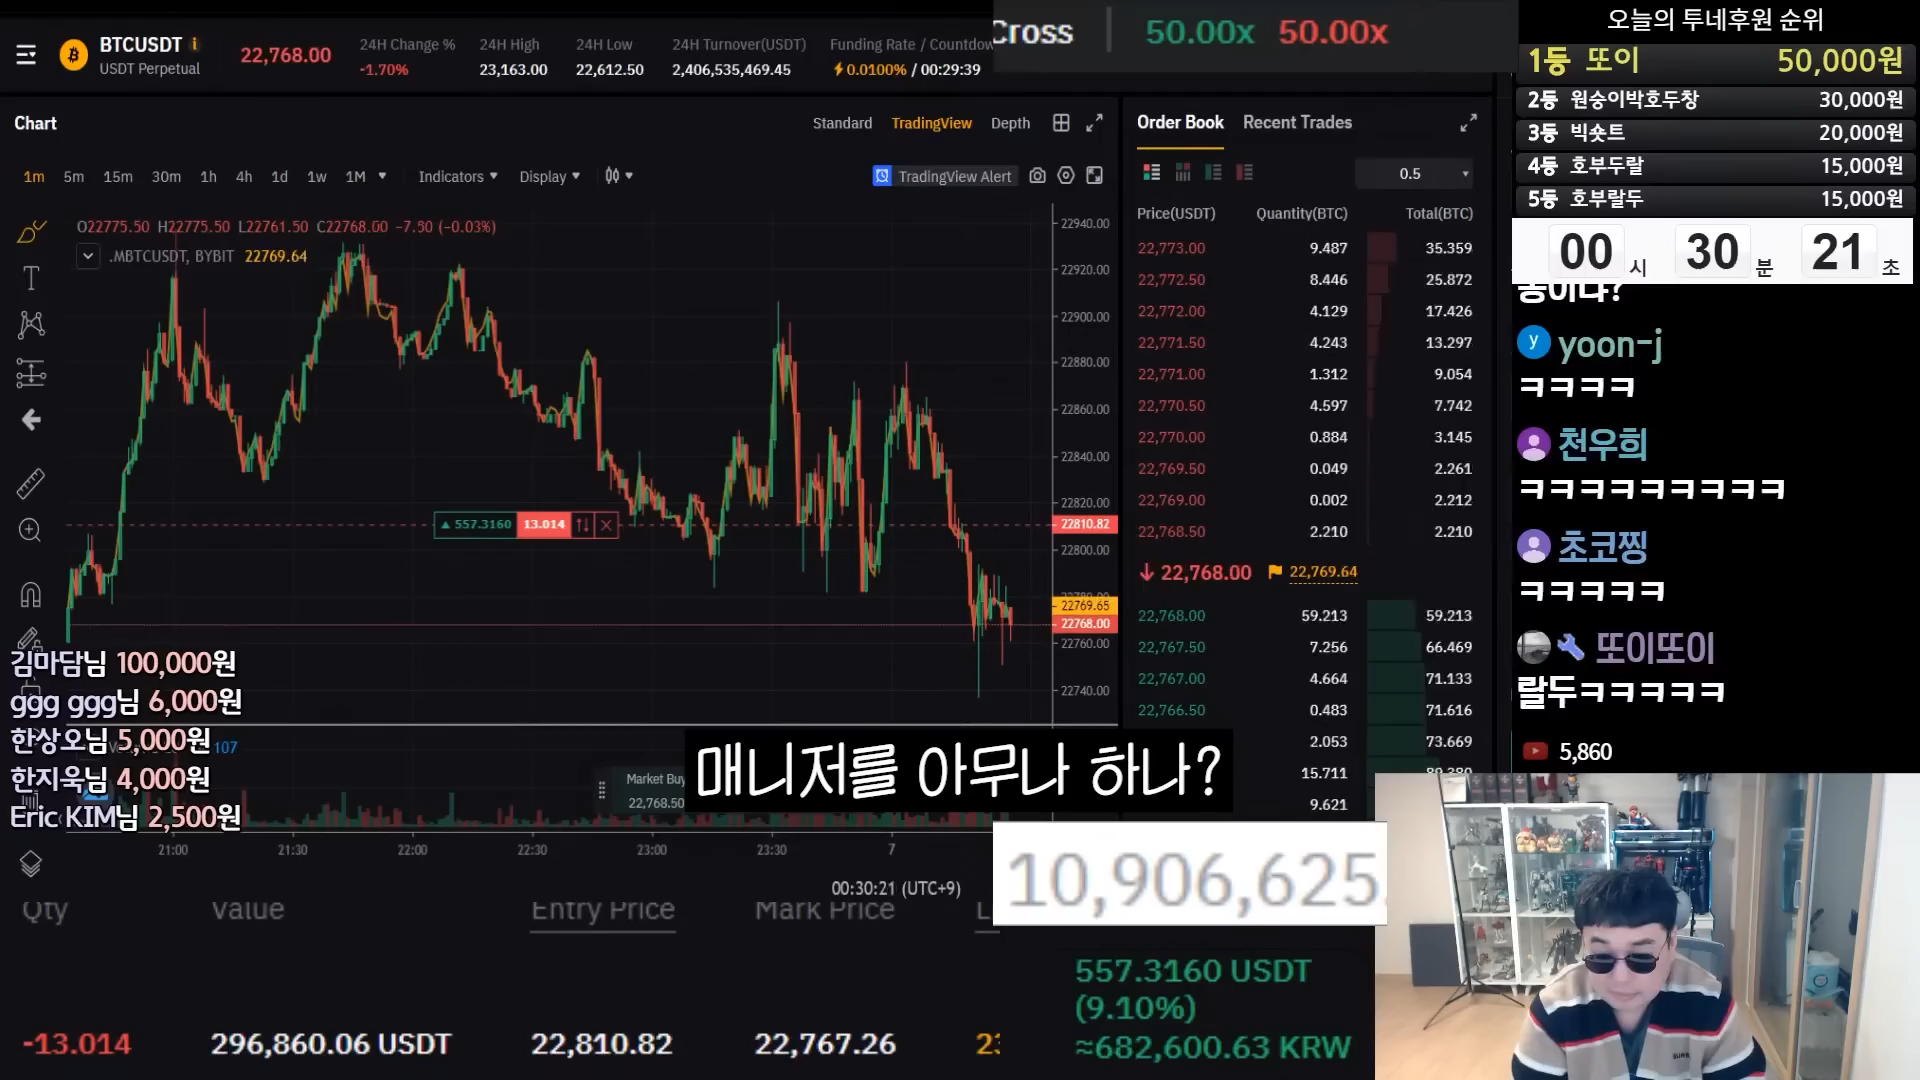 BTCUSDT
USDT Perpetual
22,768.00
24H Change %
-1.70%
24H High
23,163.00
24H Low
22,612.50
24H Turnover(USDT)
2,406,535,469.45
Funding Rate / Countdow
0.0100% / 00:29:39
Cross
50.00x 50.00x
Chart
Standard TradingView Depth
1m 5m 15m 30m 1h 4h 1d 1w 1M Indicators Display
TradingView Alert
O22775.50 H22775.50 L22761.50 C22768.00 -7.50 (-0.03%)
.MBTCUSDT, BYBIT 22769.64
22940.00
22920.00
22900.00
22880.00
22860.00
22840.00
22820.00
557.3160 13.014
22810.82
22800.00
22769.65
22768.00
22760.00
22740.00
107
Market Buy
22,768.50
21:00 21:30 22:00 22:30 23:00 23:30 7
00:30:21 (UTC+9)
Order Book Recent Trades
0.5
Price(USDT) Quantity(BTC) Total(BTC)
22,773.00 9.487 35.359
22,772.50 8.446 25.872
22,772.00 4.129 17.426
22,771.50 4.243 13.297
22,771.00 1.312 9.054
22,770.50 4.597 7.742
22,770.00 0.884 3.145
22,769.50 0.049 2.261
22,769.00 0.002 2.212
22,768.50 2.210 2.210
22,768.00 22,769.64
22,768.00 59.213 59.213
22,767.50 7.256 66.469
22,767.00 4.664 71.133
22,766.50 0.483 71.616
2.053 73.669
15.711
9.621
김마담님 100,000원
ggg ggg님 6,000원
한상오님 5,000원
한지욱님 4,000원
Eric KIM님 2,500원
매니저를 아무나 하나?
10,906,625
Qty Value Entry Price Mark Price
-13.014 296,860.06 USDT 22,810.82 22,767.26
557.3160 USDT
(9.10%)
≈682,600.63 KRW
오늘의 투네후원 순위
1등 또이 50,000원
2등 원숭이박호두창 30,000원
3등 빅숏트 20,000원
4등 호부두랄 15,000원
5등 호부랄두 15,000원
00 시 30 분 21 초
y yoon-j
ㅋㅋㅋㅋ
천우희
ㅋㅋㅋㅋㅋㅋㅋㅋㅋ
초코찡
ㅋㅋㅋㅋㅋ
또이또이
랄두ㅋㅋㅋㅋㅋ
5,860